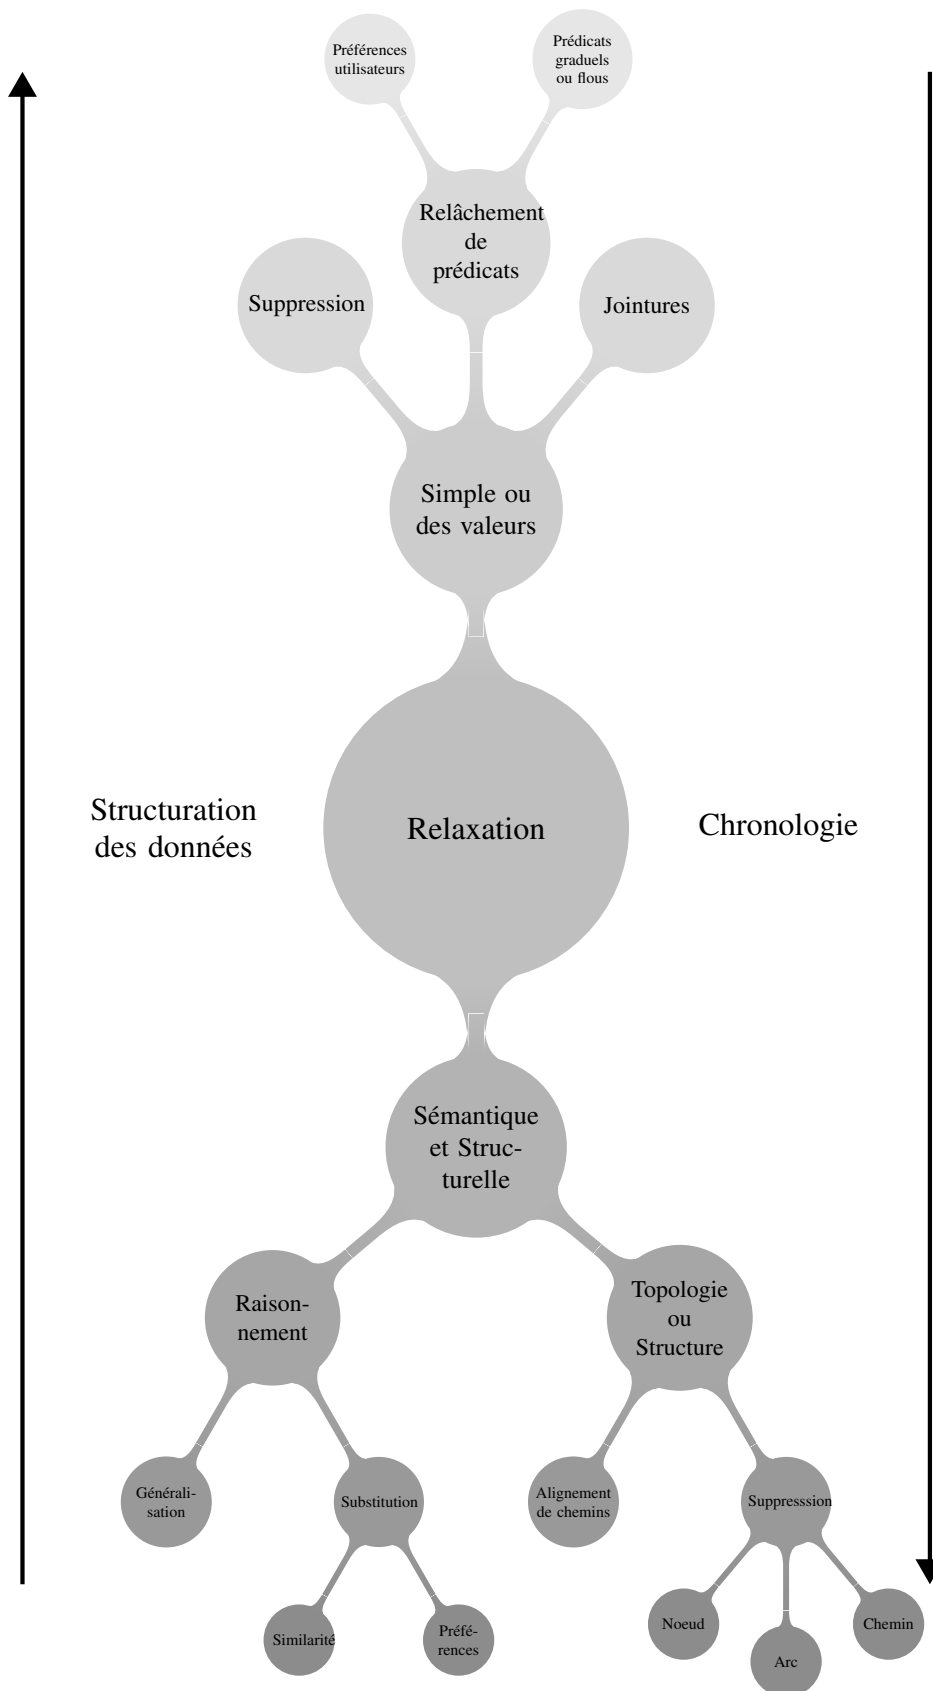 Préférences
utilisateurs
Prédicats
graduels
ou flous
Relâchement
de
prédicats
Suppression
Jointures
Simple ou
des valeurs
Structuration
des données
Relaxation
Chronologie
Sémantique
et Struc-
turelle
Raison-
nement
Topologie
ou
Structure
Générali-
sation
Substitution
Alignement
de chemins
Suppresssion
Similarité
Préfé-
rences
Noeud
Arc
Chemin